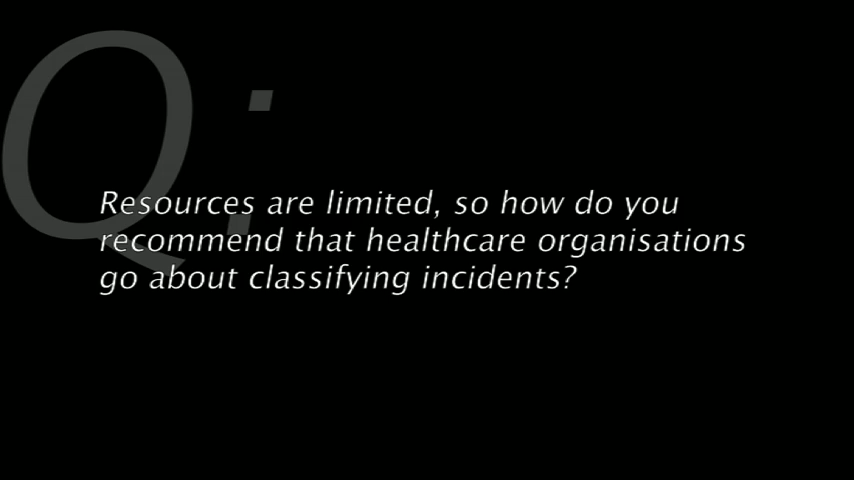 Q:
Resources are limited, so how do you
recommend that healthcare organisations
go about classifying incidents?